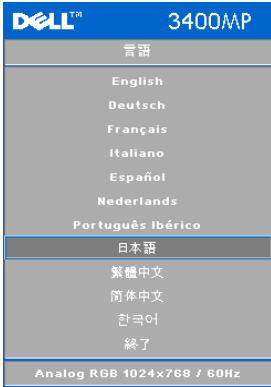 DELL™ 3400MP
言語
English
Deutsch
Français
Italiano
Español
Nederlands
Português Ibérico
日本語
繁體中文
简体中文
한국어
終了
Analog RGB 1024x768 / 60Hz